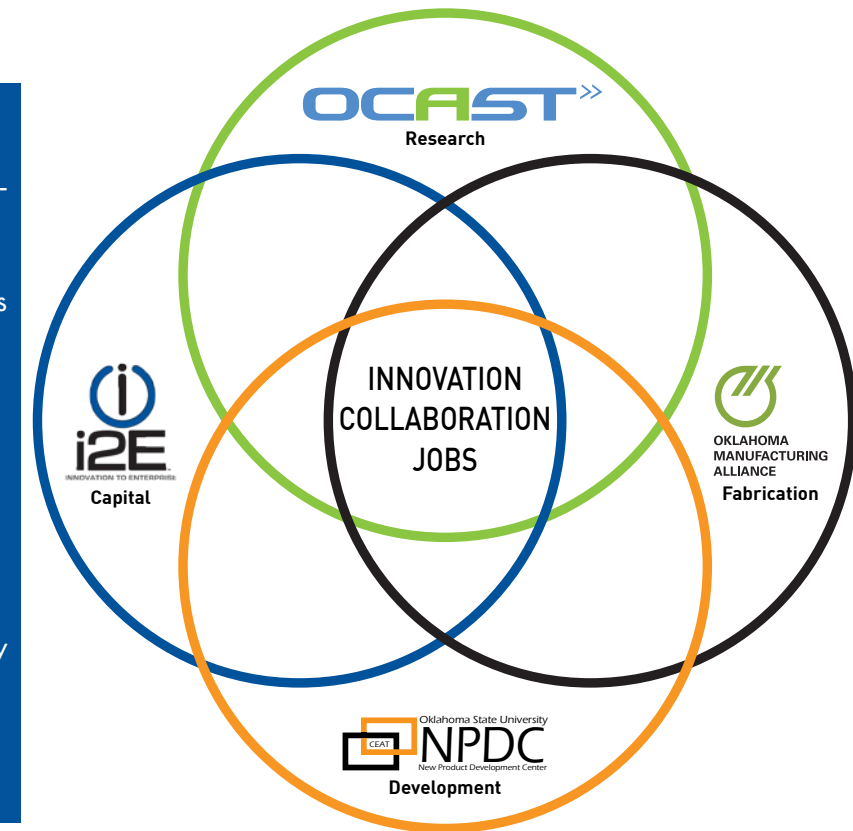 OCAST
Research
INNOVATION
COLLABORATION
JOBS
i2E
INNOVATION TO ENTERPRISE
Capital
OKLAHOMA
MANUFACTURING
ALLIANCE
Fabrication
Oklahoma State University
CEAT
NPDC
New Product Development Center
Development